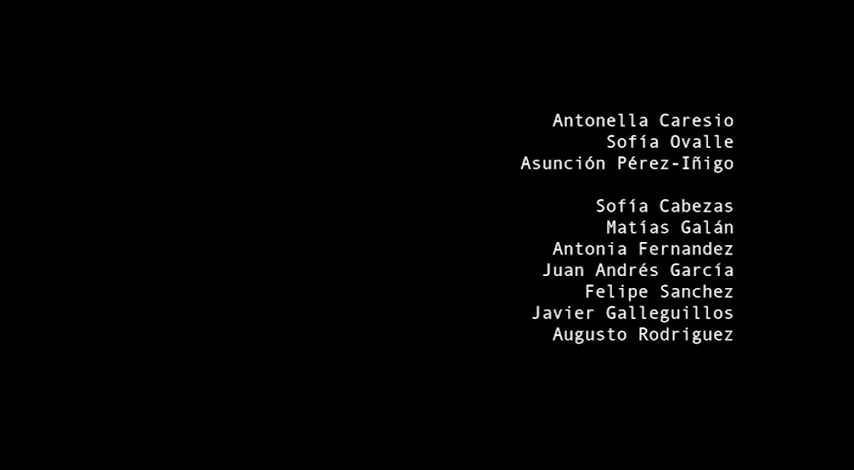 Antonella Caresio
Sofía Ovalle
Asunción Pérez-Iñigo
Sofía Cabezas
Matías Galán
Antonia Fernandez
Juan Andrés García
Felipe Sanchez
Javier Galleguillos
Augusto Rodriguez